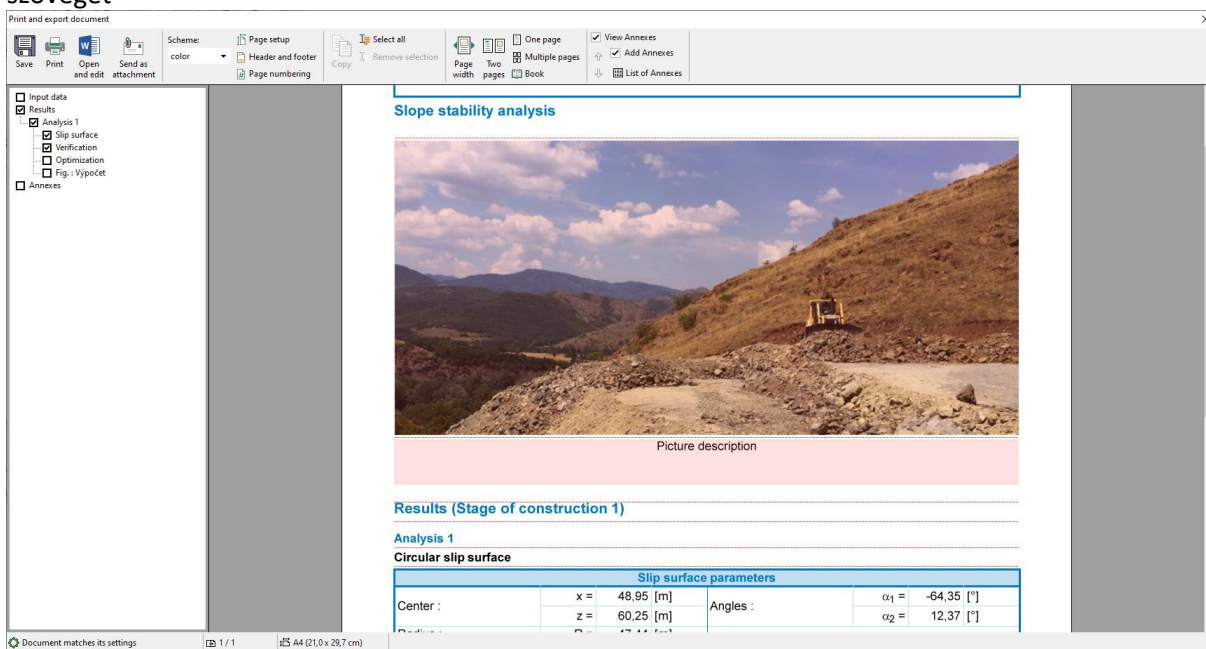 szöveget
Print and export document
Save
Print
Open
and edit
Send as
attachment
Scheme:
color
Page setup
Header and footer
Page numbering
Copy
Select all
Remove selection
Page
width
Two
pages
One page
Multiple pages
Book
View Annexes
Add Annexes
List of Annexes
Input data
Results
Analysis 1
Slip surface
Verification
Optimization
Fig. : Výpočet
Annexes
Slope stability analysis
Picture description
Results (Stage of construction 1)
Analysis 1
Circular slip surface
Slip surface parameters
Center :
x = 48,95 [m]
z = 60,25 [m]
Angles :
α1 = -64,35 [°]
α2 = 12,37 [°]
Document matches its settings
1 / 1
A4 (21,0 x 29,7 cm)